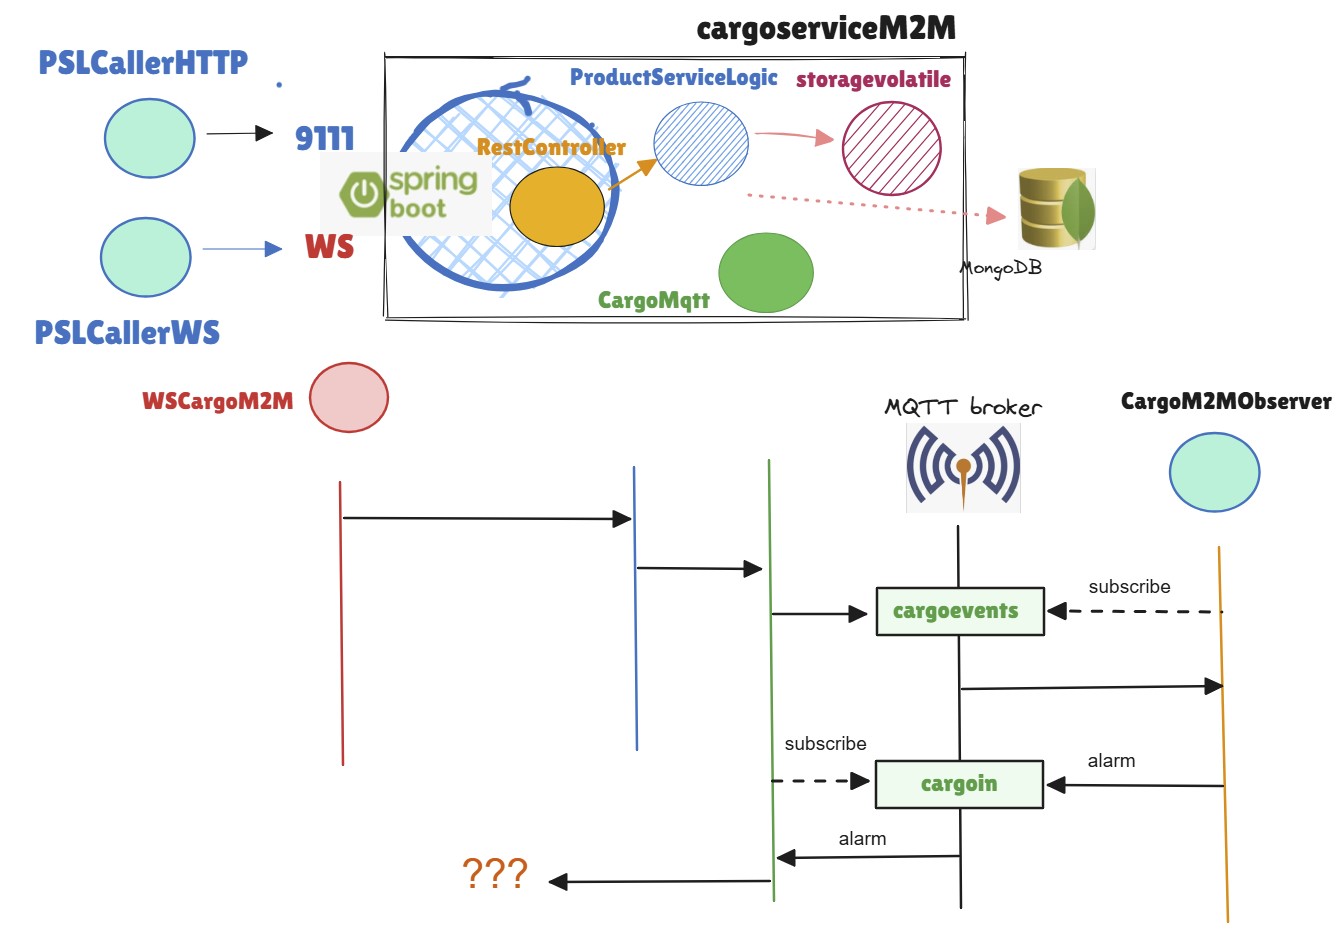 cargoserviceM2M
PSLCallerHTTP
ProductServiceLogic
storagevolatile
9111
RestController
spring
boot
WS
MongoDB
CargoMqtt
PSLCallerWS
WSCargoM2M
MQTT broker
CargoM2MObserver
subscribe
cargoevents
subscribe
alarm
cargoin
alarm
???